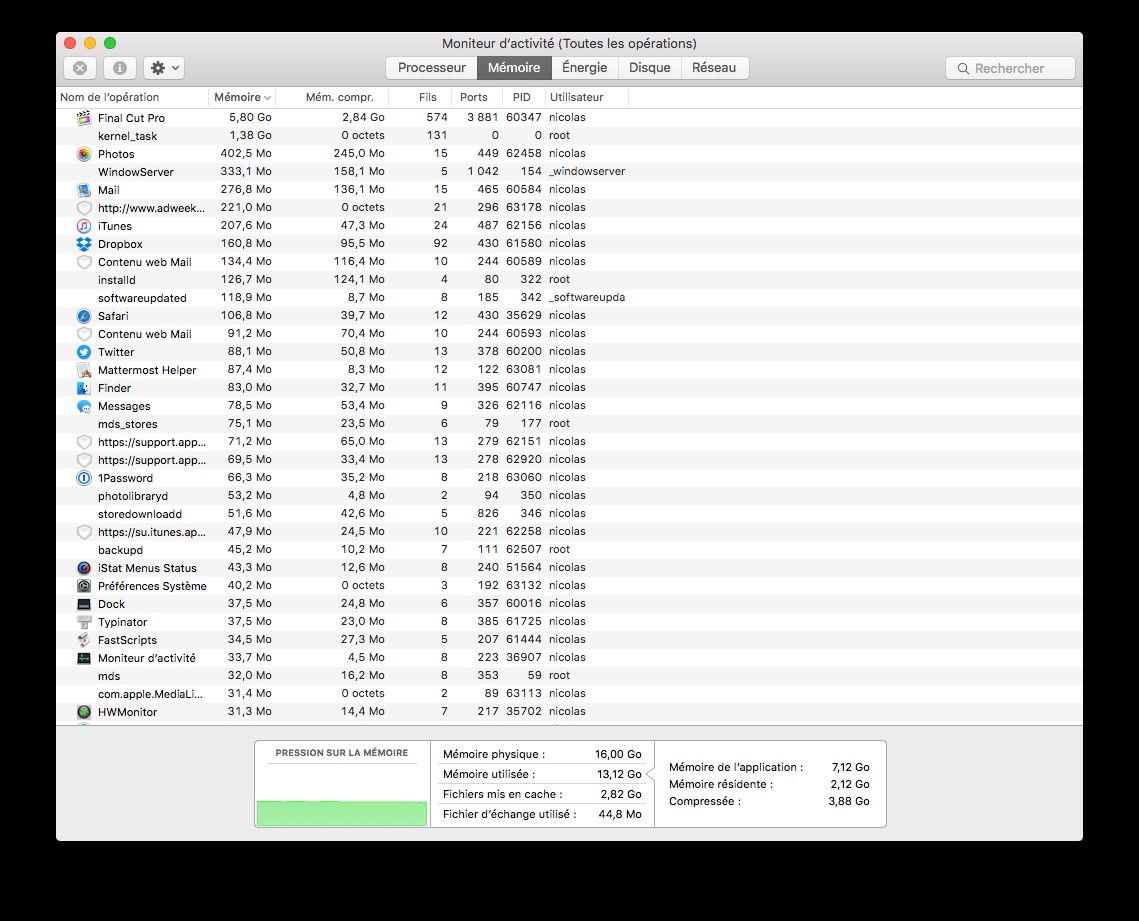 Moniteur d’activité (Toutes les opérations)
Processeur Mémoire Énergie Disque Réseau Rechercher
Nom de l’opération Mémoire Mém. compr. Fils Ports PID Utilisateur
Final Cut Pro 5,80 Go 2,84 Go 574 3 881 60347 nicolas
kernel_task 1,38 Go 0 octets 131 0 0 root
Photos 402,5 Mo 245,0 Mo 15 449 62458 nicolas
WindowServer 333,1 Mo 158,1 Mo 5 1 042 154 _windowserver
Mail 276,8 Mo 136,1 Mo 15 465 60584 nicolas
http://www.adweek... 221,0 Mo 0 octets 21 296 63178 nicolas
iTunes 207,6 Mo 47,3 Mo 24 487 62156 nicolas
Dropbox 160,8 Mo 95,5 Mo 92 430 61580 nicolas
Contenu web Mail 134,4 Mo 116,4 Mo 10 244 60589 nicolas
installd 126,7 Mo 124,1 Mo 4 80 322 root
softwareupdated 118,9 Mo 8,7 Mo 8 185 342 _softwareupda
Safari 106,8 Mo 39,7 Mo 12 430 35629 nicolas
Contenu web Mail 91,2 Mo 70,4 Mo 10 244 60593 nicolas
Twitter 88,1 Mo 50,8 Mo 13 378 60200 nicolas
Mattermost Helper 87,4 Mo 8,3 Mo 12 122 63081 nicolas
Finder 83,0 Mo 32,7 Mo 11 395 60747 nicolas
Messages 78,5 Mo 53,4 Mo 9 326 62116 nicolas
mds_stores 75,1 Mo 23,5 Mo 6 79 177 root
https://support.app... 71,2 Mo 65,0 Mo 13 279 62151 nicolas
https://support.app... 69,5 Mo 33,4 Mo 13 278 62920 nicolas
1Password 66,3 Mo 35,2 Mo 8 218 63060 nicolas
photolibraryd 53,2 Mo 4,8 Mo 2 94 350 nicolas
storedownloadd 51,6 Mo 42,6 Mo 5 826 346 nicolas
https://su.itunes.ap... 47,9 Mo 24,5 Mo 10 221 62258 nicolas
backupd 45,2 Mo 10,2 Mo 7 111 62507 root
iStat Menus Status 43,3 Mo 12,6 Mo 8 240 51564 nicolas
Préférences Système 40,2 Mo 0 octets 3 192 63132 nicolas
Dock 37,5 Mo 24,8 Mo 6 357 60016 nicolas
Typinator 37,5 Mo 23,0 Mo 8 385 61725 nicolas
FastScripts 34,5 Mo 27,3 Mo 5 207 61444 nicolas
Moniteur d’activité 33,7 Mo 4,5 Mo 8 223 36907 nicolas
mds 32,0 Mo 16,2 Mo 8 353 59 root
com.apple.MediaLi... 31,4 Mo 0 octets 2 89 63113 nicolas
HWMonitor 31,3 Mo 14,4 Mo 7 217 35702 nicolas
PRESSION SUR LA MÉMOIRE
Mémoire physique : 16,00 Go
Mémoire utilisée : 13,12 Go
Fichiers mis en cache : 2,82 Go
Fichier d’échange utilisé : 44,8 Mo
Mémoire de l’application : 7,12 Go
Mémoire résidente : 2,12 Go
Compressée : 3,88 Go